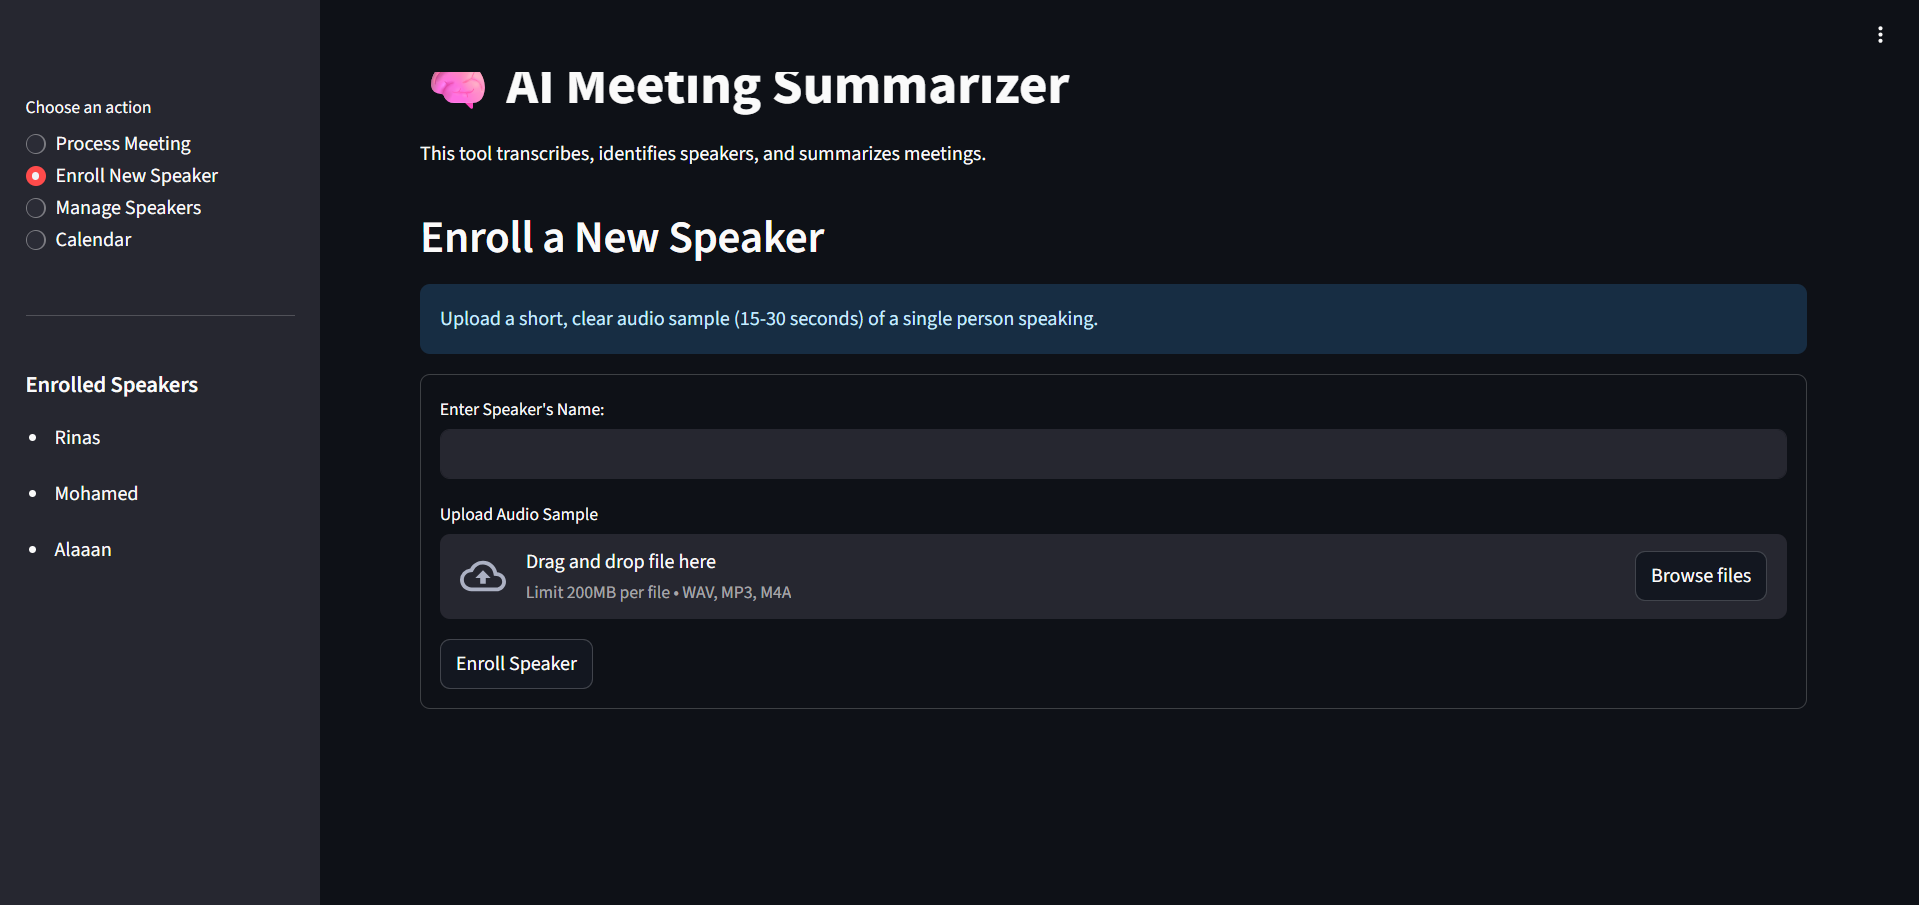 Choose an action
Process Meeting
Enroll New Speaker
Manage Speakers
Calendar
Enrolled Speakers
Rinas
Mohamed
Alaaan
AI Meeting Summarizer
This tool transcribes, identifies speakers, and summarizes meetings.
Enroll a New Speaker
Upload a short, clear audio sample (15-30 seconds) of a single person speaking.
Enter Speaker's Name:
Upload Audio Sample
Drag and drop file here
Limit 200MB per file • WAV, MP3, M4A
Browse files
Enroll Speaker